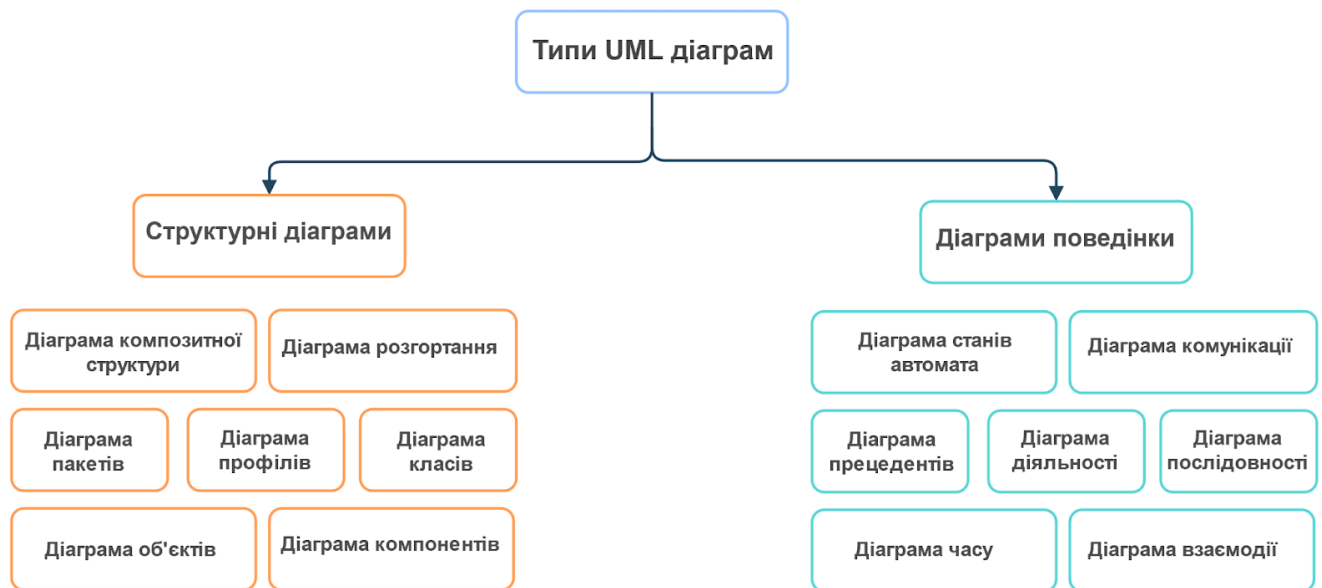 Типи UML діаграм
Структурні діаграми
Діаграми поведінки
Діаграма композитної
структури
Діаграма розгортання
Діаграма
пакетів
Діаграма
профілів
Діаграма
класів
Діаграма об'єктів
Діаграма компонентів
Діаграма станів
автомата
Діаграма комунікації
Діаграма
прецедентів
Діаграма
діяльності
Діаграма
послідовності
Діаграма часу
Діаграма взаємодії